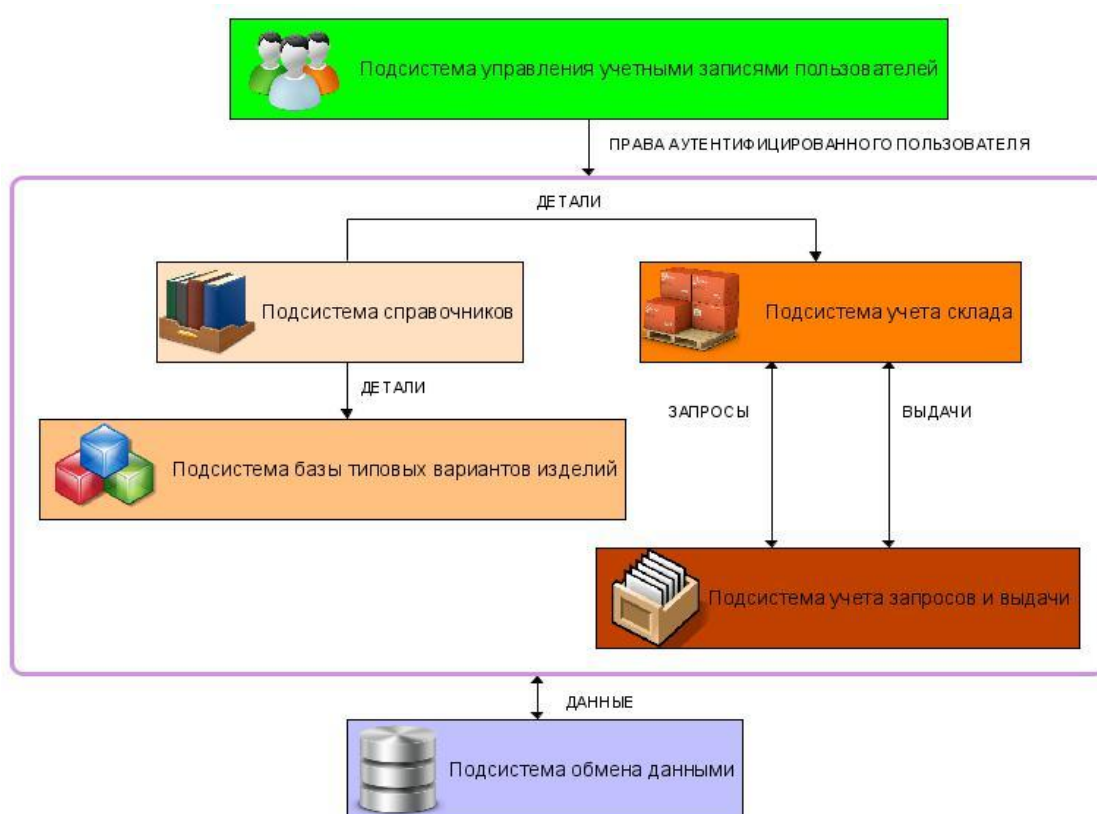 Подсистема управления учетными записями пользователей
ПРАВА АУТЕНТИФИЦИРОВАННОГО ПОЛЬЗОВАТЕЛЯ
ДЕТАЛИ
Подсистема справочников
Подсистема учета склада
ДЕТАЛИ
ЗАПРОСЫ
ВЫДАЧИ
Подсистема базы типовых вариантов изделий
Подсистема учета запросов и выдачи
ДАННЫЕ
Подсистема обмена данными